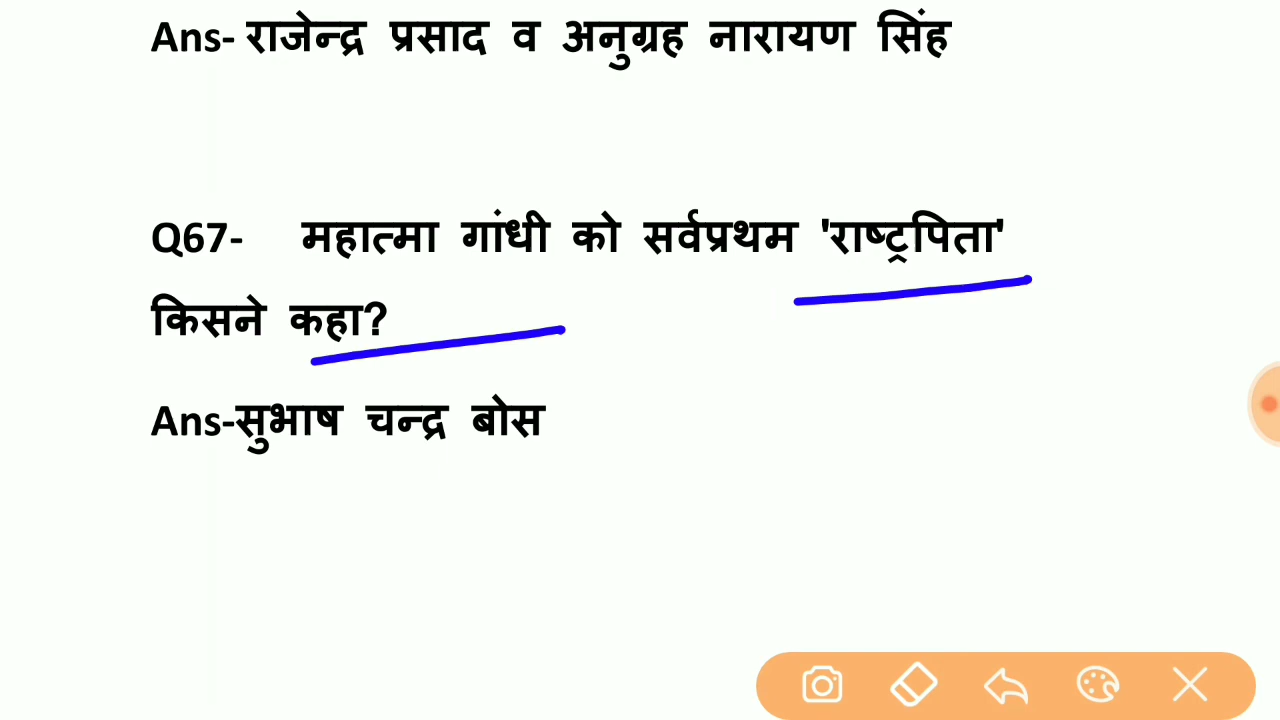 Ans- राजेन्द्र प्रसाद व अनुग्रह नारायण सिंह
Q67- महात्मा गांधी को सर्वप्रथम 'राष्ट्रपिता'
किसने कहा?
Ans-सुभाष चन्द्र बोस